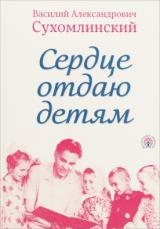 Василий Александрович
Сухомлинский
Сердце
отдаю
детям